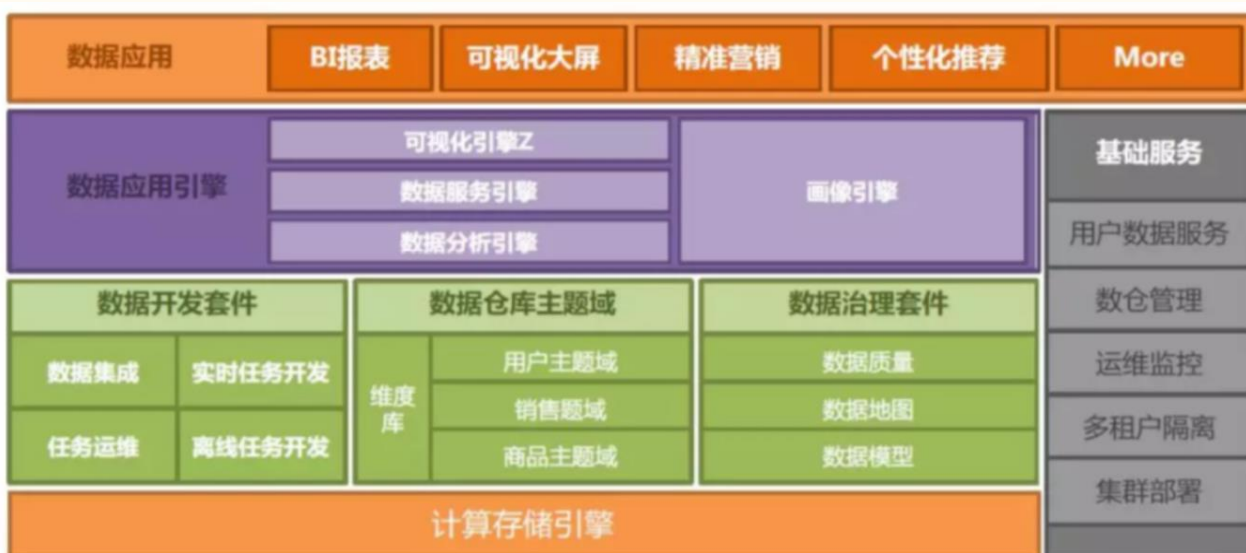 数据应用
BI报表
可视化大屏
精准营销
个性化推荐
More
数据应用引擎
可视化引擎Z
数据服务引擎
数据分析引擎
画像引擎
基础服务
用户数据服务
数仓管理
运维监控
多租户隔离
集群部署
数据开发套件
数据集成
实时任务开发
任务运维
离线任务开发
数据仓库主题域
维度
库
用户主题域
销售题域
商品主题域
数据治理套件
数据质量
数据地图
数据模型
计算存储引擎